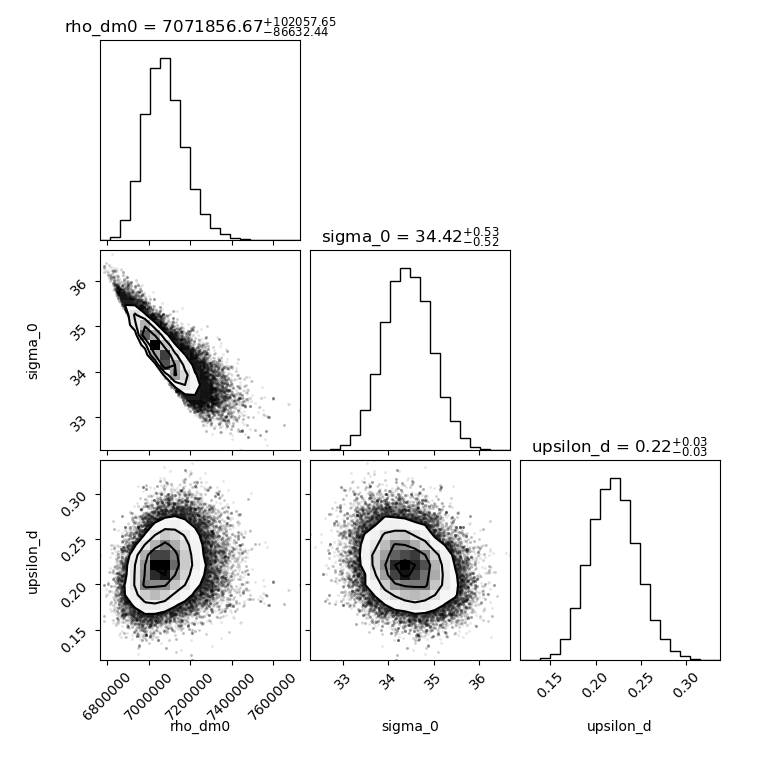 rho_dm0 = 7071856.67+102057.65−86632.44
sigma_0 = 34.42+0.53−0.52
36
35
34
33
sigma_0
upsilon_d = 0.22+0.03−0.03
0.30
0.25
0.20
0.15
upsilon_d
6800000 7000000 7200000 7400000 7600000
rho_dm0
33 34 35 36
sigma_0
0.15 0.20 0.25 0.30
upsilon_d